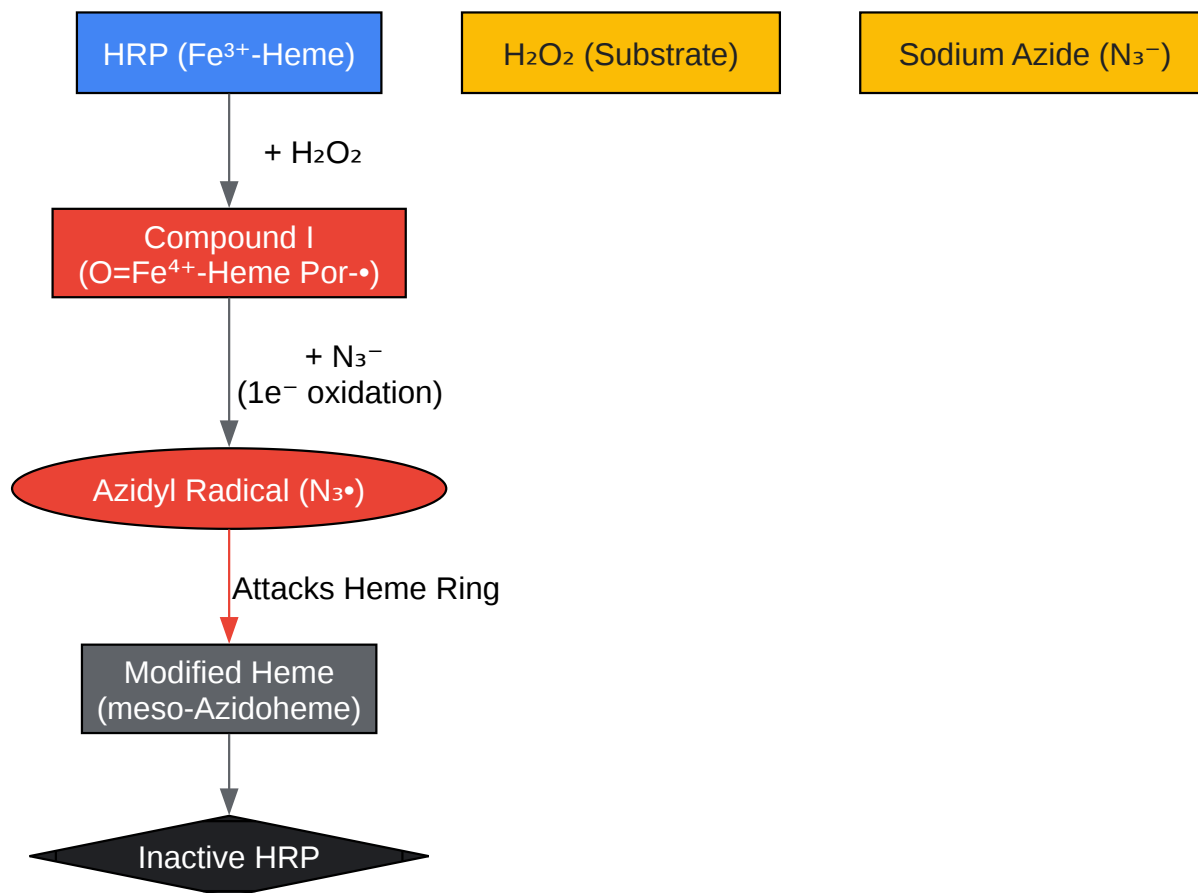 HRP (Fe³⁺-Heme)
H₂O₂ (Substrate)
Sodium Azide (N₃⁻)
+ H₂O₂
Compound I
(O=Fe⁴⁺-Heme Por-•)
+ N₃⁻
(1e⁻ oxidation)
Azidyl Radical (N₃•)
Attacks Heme Ring
Modified Heme
(meso-Azidoheme)
Inactive HRP